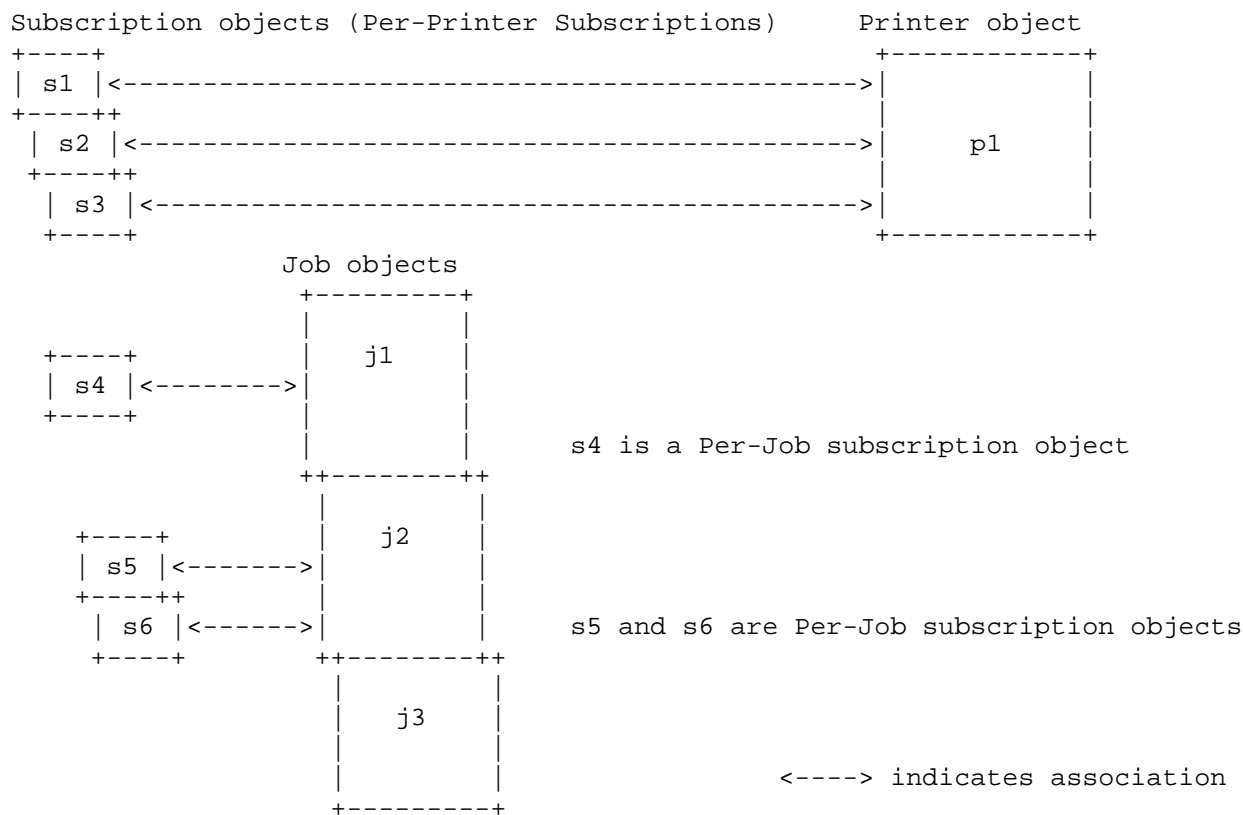 Subscription objects (Per-Printer Subscriptions) Printer object
s1
s2 p1
s3
Job objects
j1
s4
s4 is a Per-Job subscription object
j2
s5
s6 s5 and s6 are Per-Job subscription objects
j3
<----> indicates association